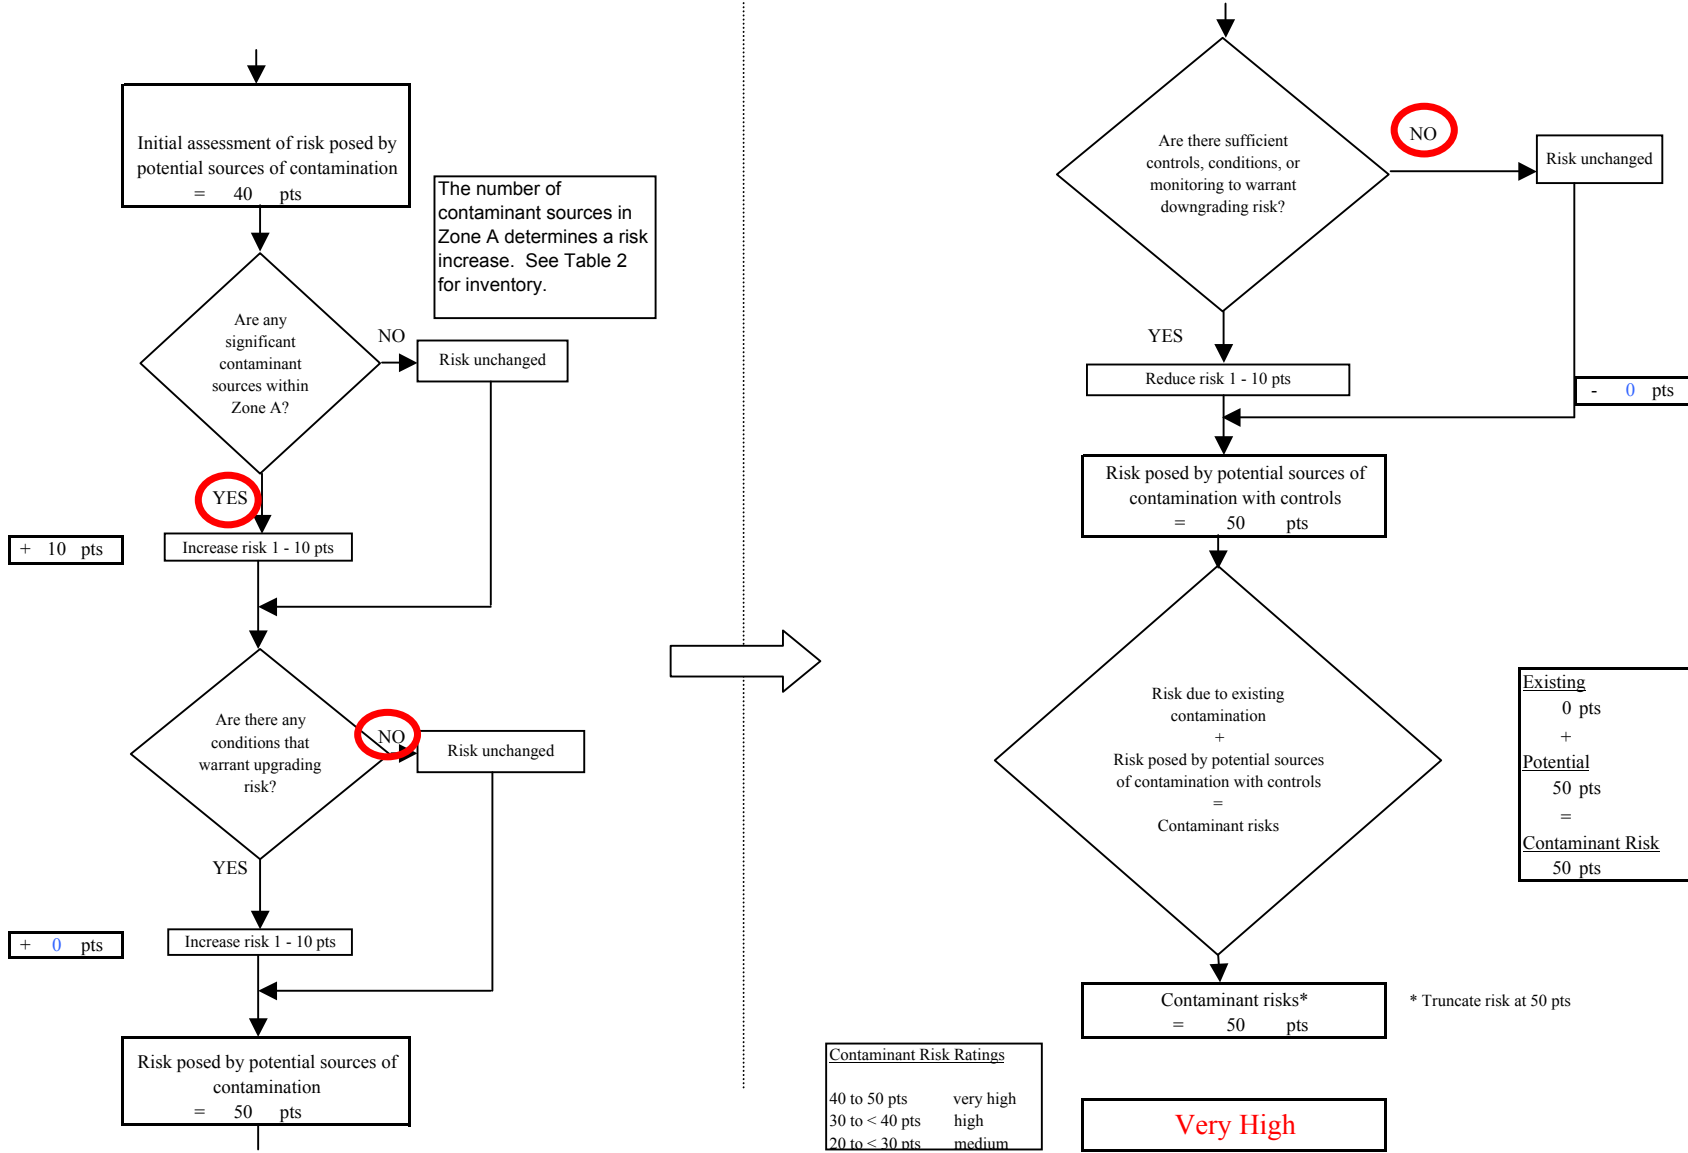 Initial assessment of risk posed by
potential sources of contamination
= 40 pts
The number of
contaminant sources in
Zone A determines a risk
increase. See Table 2
for inventory.
Are any
significant
contaminant
sources within
Zone A?
NO
Risk unchanged
YES
+ 10 pts
Increase risk 1 - 10 pts
Are there any
conditions that
warrant upgrading
risk?
NO
Risk unchanged
YES
+ 0 pts
Increase risk 1 - 10 pts
Risk posed by potential sources of
contamination
= 50 pts
Are there sufficient
controls, conditions, or
monitoring to warrant
downgrading risk?
NO
Risk unchanged
YES
Reduce risk 1 - 10 pts
- 0 pts
Risk posed by potential sources of
contamination with controls
= 50 pts
Risk due to existing
contamination
+
Risk posed by potential sources
of contamination with controls
=
Contaminant risks
Existing
0 pts
+
Potential
50 pts
=
Contaminant Risk
50 pts
Contaminant risks*
= 50 pts
* Truncate risk at 50 pts
Contaminant Risk Ratings
40 to 50 pts very high
30 to < 40 pts high
20 to < 30 pts medium
Very High